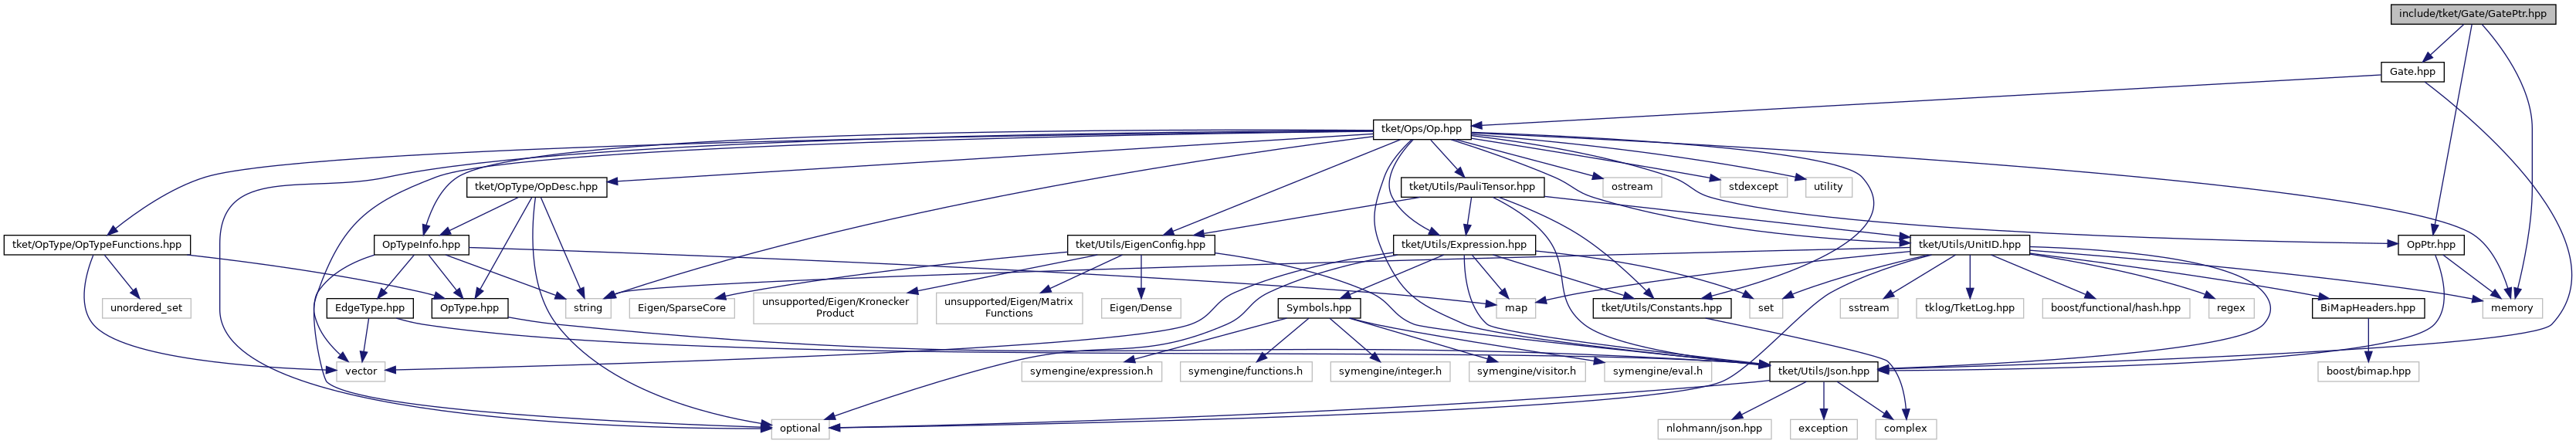 include/tket/Gate/GatePtr.hpp
Gate.hpp
tket/Ops/Op.hpp
tket/OpType/OpDesc.hpp
tket/Utils/PauliTensor.hpp
ostream
stdexcept
utility
tket/OpType/OpTypeFunctions.hpp
OpTypeInfo.hpp
tket/Utils/EigenConfig.hpp
tket/Utils/Expression.hpp
tket/Utils/UnitID.hpp
OpPtr.hpp
unordered_set
EdgeType.hpp
OpType.hpp
string
Eigen/SparseCore
unsupported/Eigen/Kronecker
Product
unsupported/Eigen/Matrix
Functions
Eigen/Dense
Symbols.hpp
map
tket/Utils/Constants.hpp
set
sstream
tklog/TketLog.hpp
boost/functional/hash.hpp
regex
BiMapHeaders.hpp
memory
vector
symengine/expression.h
symengine/functions.h
symengine/integer.h
symengine/visitor.h
symengine/eval.h
tket/Utils/Json.hpp
boost/bimap.hpp
optional
nlohmann/json.hpp
exception
complex